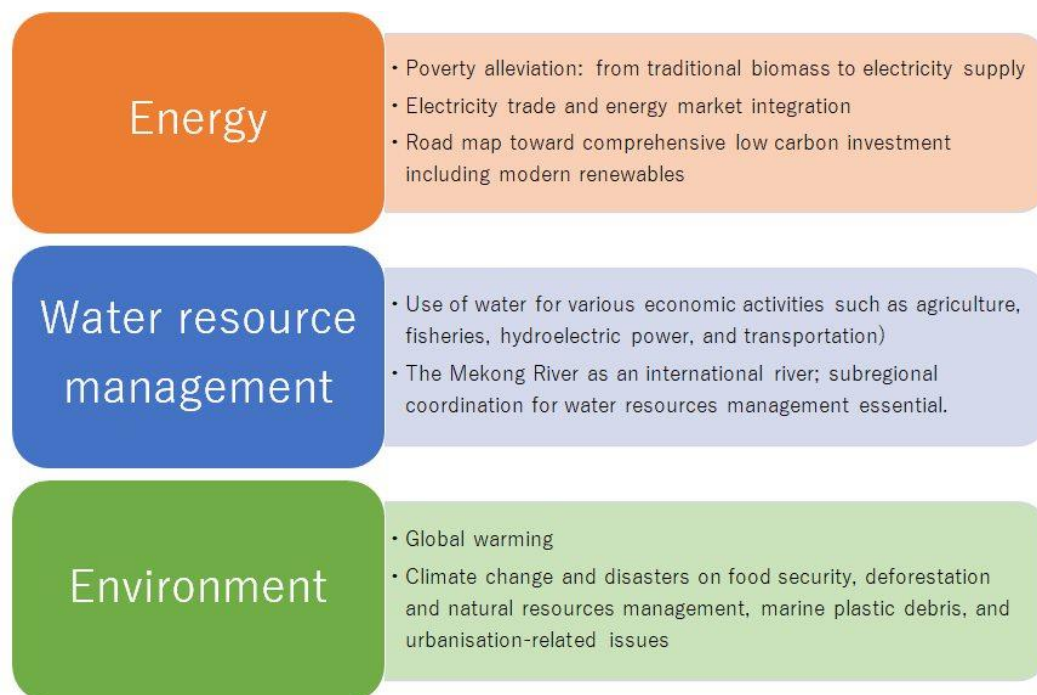 Energy
• Poverty alleviation: from traditional biomass to electricity supply
• Electricity trade and energy market integration
• Road map toward comprehensive low carbon investment
including modern renewables
Water resource
management
• Use of water for various economic activities such as agriculture,
fisheries, hydroelectric power, and transportation)
• The Mekong River as an international river; subregional
coordination for water resources management essential.
Environment
• Global warming
• Climate change and disasters on food security, deforestation
and natural resources management, marine plastic debris, and
urbanisation-related issues